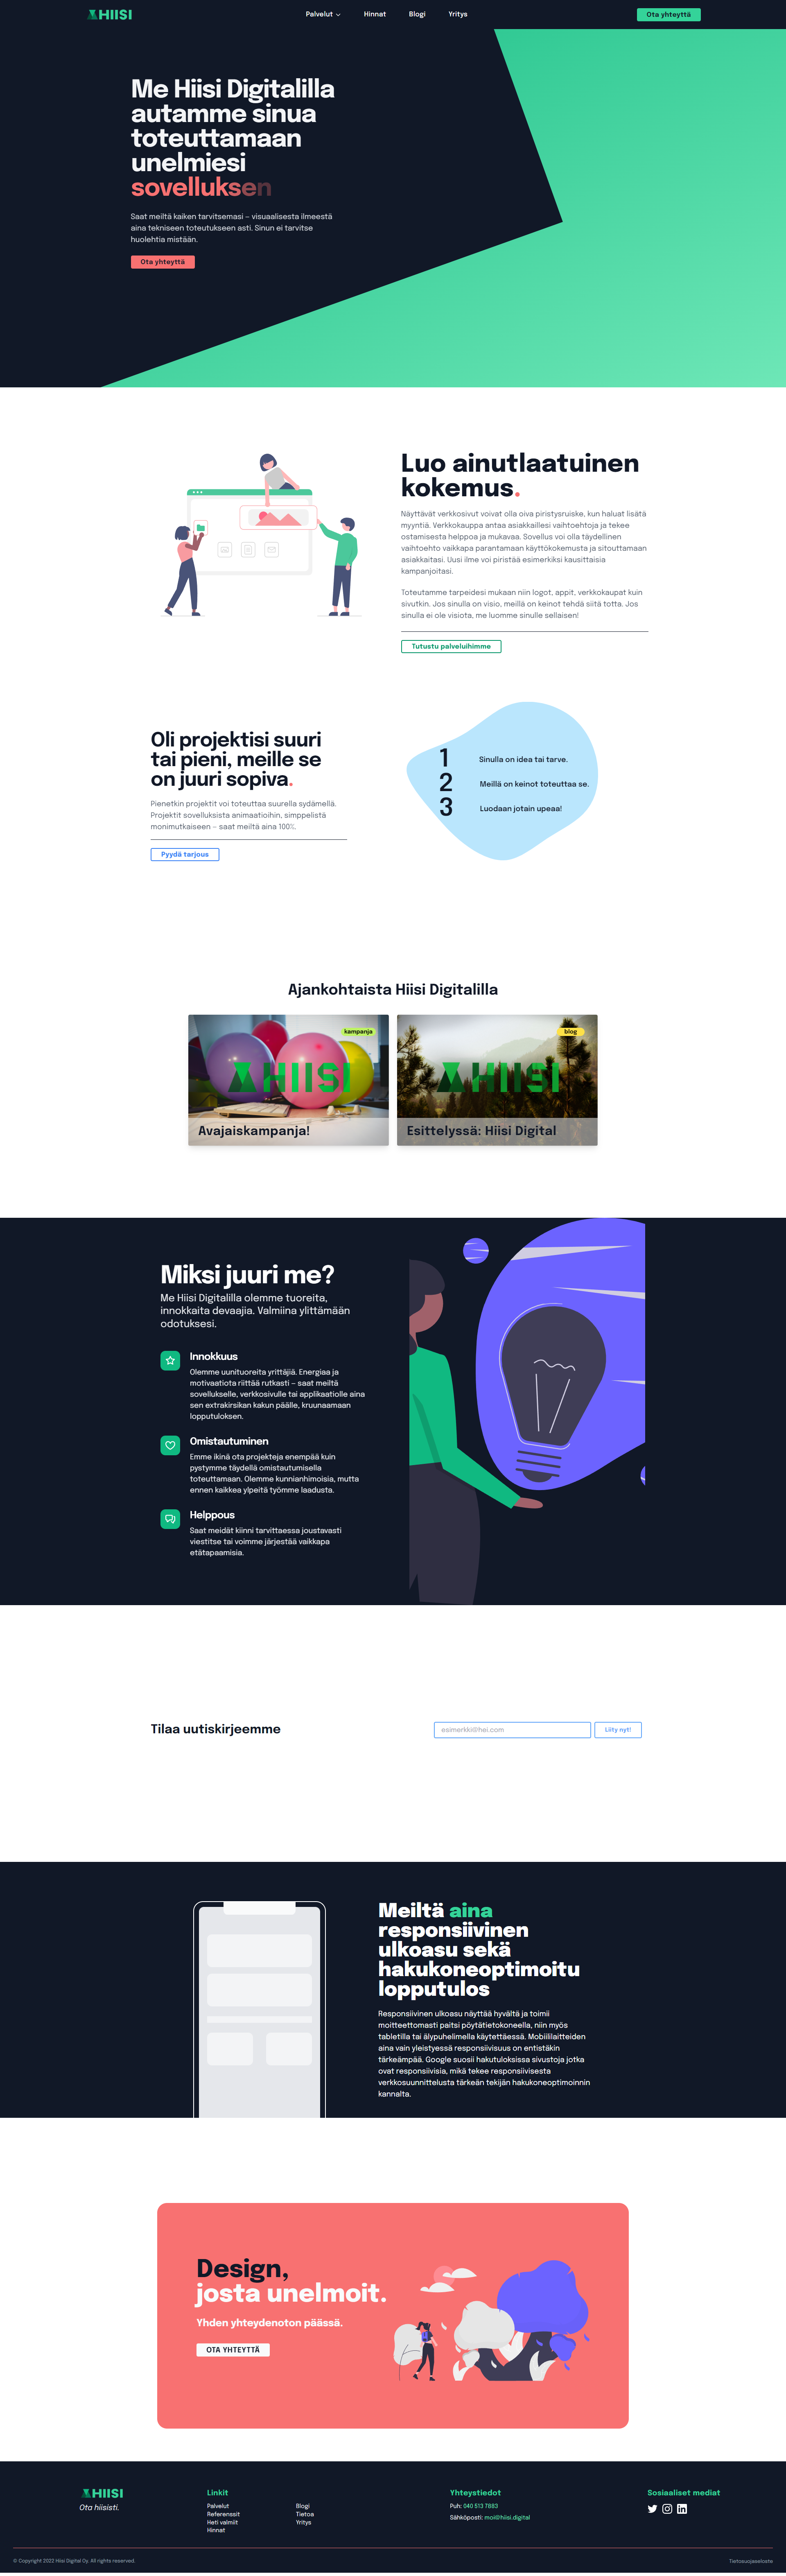 HIISI
Palvelut
Hinnat
Blogi
Yritys
Ota yhteyttä
Me Hiisi Digitalilla
autamme sinua
toteuttamaan
unelmiesi
sovelluksen
Saat meiltä kaiken tarvitsemasi – visuaalisesta ilmeestä
aina tekniseen toteutukseen asti. Sinun ei tarvitse
huolehtia mistään.
Ota yhteyttä
Luo ainutlaatuinen
kokemus.
Näyttävät verkkosivut voivat olla oiva piristysruiske, kun haluat lisätä
myyntiä. Verkkokauppa antaa asiakkaillesi vaihtoehtoja ja tekee
ostamisesta helppoa ja mukavaa. Sovellus voi olla täydellinen
vaihtoehto vaikkapa parantamaan käyttökokemusta ja sitouttamaan
asiakkaitasi. Uusi ilme voi piristää esimerkiksi kausittaisia
kampanjoitasi.
Toteutamme tarpeidesi mukaan niin logot, appit, verkkokaupat kuin
sivutkin. Jos sinulla on visio, meillä on keinot tehdä siitä totta. Jos
sinulla ei ole visiota, me luomme sinulle sellaisen!
Tutustu palveluihimme
Oli projektisi suuri
tai pieni, meille se
on juuri sopiva.
Pienetkin projektit voi toteuttaa suurella sydämellä.
Projektit sovelluksista animaatioihin, simppelistä
monimutkaiseen – saat meiltä aina 100%.
Pyydä tarjous
1 Sinulla on idea tai tarve.
2 Meillä on keinot toteuttaa se.
3 Luodaan jotain upeaa!
Ajankohtaista Hiisi Digitalilla
kampanja
HIISI
Avajaiskampanja!
blog
HIISI
Esittelyssä: Hiisi Digital
Miksi juuri me?
Me Hiisi Digitalilla olemme tuoreita,
innokkaita devaajia. Valmiina ylittämään
odotuksesi.
Innokkuus
Olemme uunituoreita yrittäjiä. Energiaa ja
motivaatiota riittää rutkasti – saat meiltä
sovellukselle, verkkosivulle tai applikaatiolle aina
sen extrakirsikan kakun päälle, kruunaamaan
lopputuloksen.
Omistautuminen
Emme ikinä ota projekteja enempää kuin
pystymme täydellä omistautumisella
toteuttamaan. Olemme kunnianhimoisia, mutta
ennen kaikkea ylpeitä työmme laadusta.
Helppous
Saat meidät kiinni tarvittaessa joustavasti
viestitse tai voimme järjestää vaikkapa
etätapaamisia.
Tilaa uutiskirjeemme
esimerkki@hei.com
Liity nyt!
Meiltä aina
responsiivinen
ulkoasu sekä
hakukoneoptimoitu
lopputulos
Responsiivinen ulkoasu näyttää hyvältä ja toimii
moitteettomasti paitsi pöytätietokoneella, niin myös
tabletilla tai älypuhelimella käytettäessä. Mobiililaitteiden
aina vain yleistyessä responsiivisuus on entistäkin
tärkeämpää. Google suosii hakutuloksissa sivustoja jotka
ovat responsiivisia, mikä tekee responsiivisesta
verkkosuunnittelusta tärkeän tekijän hakukoneoptimoinnin
kannalta.
Design,
josta unelmoit.
Yhden yhteydenoton päässä.
OTA YHTEYTTÄ
HIISI
Ota hiisisti.
Linkit
Palvelut
Referenssit
Heti valmiit
Hinnat
Blogi
Tietoa
Yritys
Yhteystiedot
Puh: 040 513 7883
Sähköposti: moi@hiisi.digital
Sosiaaliset mediat
© Copyright 2022 Hiisi Digital Oy. All rights reserved.
Tietosuojaseloste